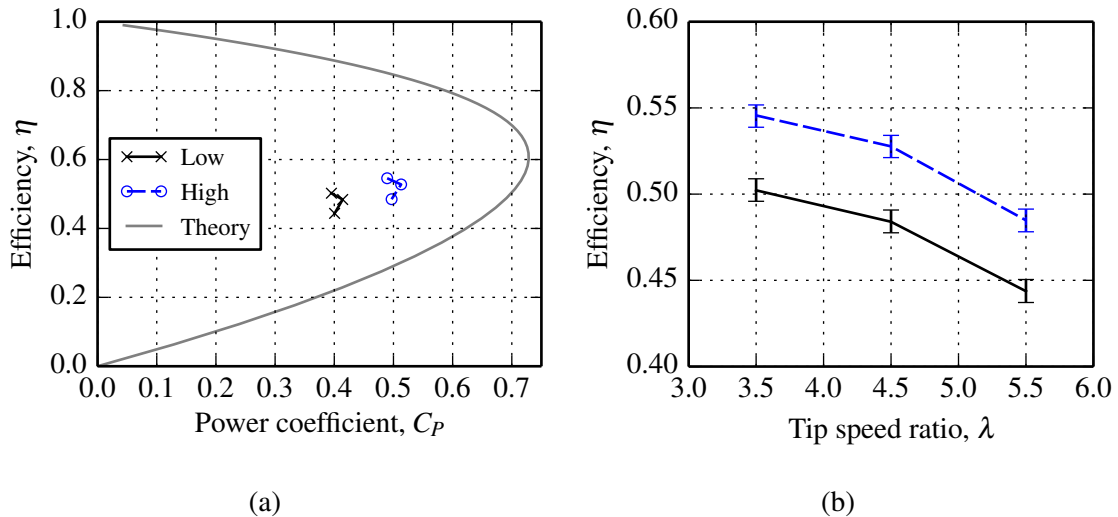 1.0
0.8
0.6
0.4
0.2
0.0
Efficiency, η
Low
High
Theory
0.0 0.1 0.2 0.3 0.4 0.5 0.6 0.7
Power coefficient, C_P
(a)
0.60
0.55
0.50
0.45
0.40
Efficiency, η
3.0 3.5 4.0 4.5 5.0 5.5 6.0
Tip speed ratio, λ
(b)